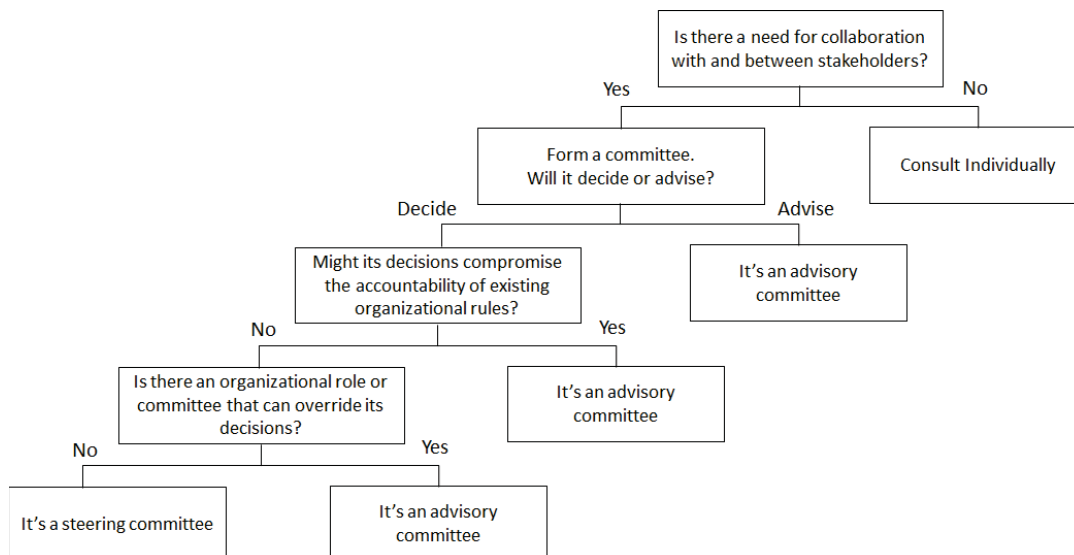 Is there a need for collaboration
with and between stakeholders?
Yes
No
Form a committee.
Will it decide or advise?
Consult Individually
Decide
Advise
Might its decisions compromise
the accountability of existing
organizational rules?
It's an advisory
committee
No
Yes
Is there an organizational role or
committee that can override its
decisions?
It's an advisory
committee
No
Yes
It's a steering committee
It's an advisory
committee